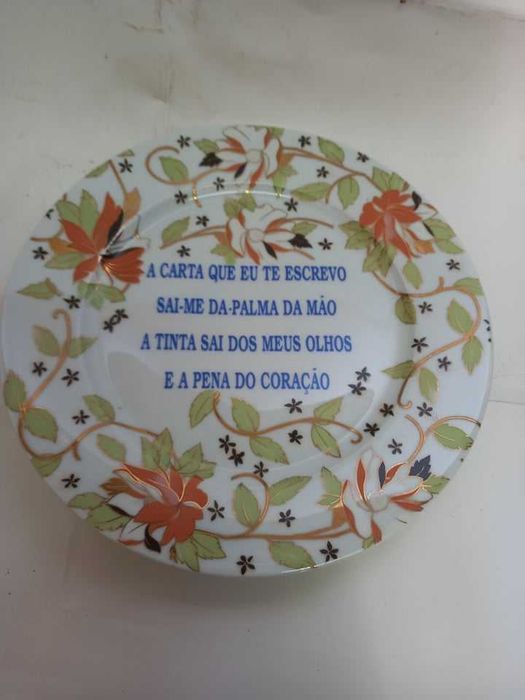 A CARTA QUE EU TE ESCREVO
SAI-ME DA-PALMA DA MÃO
A TINTA SAI DOS MEUS OLHOS
E A PENA DO CORAÇÃO